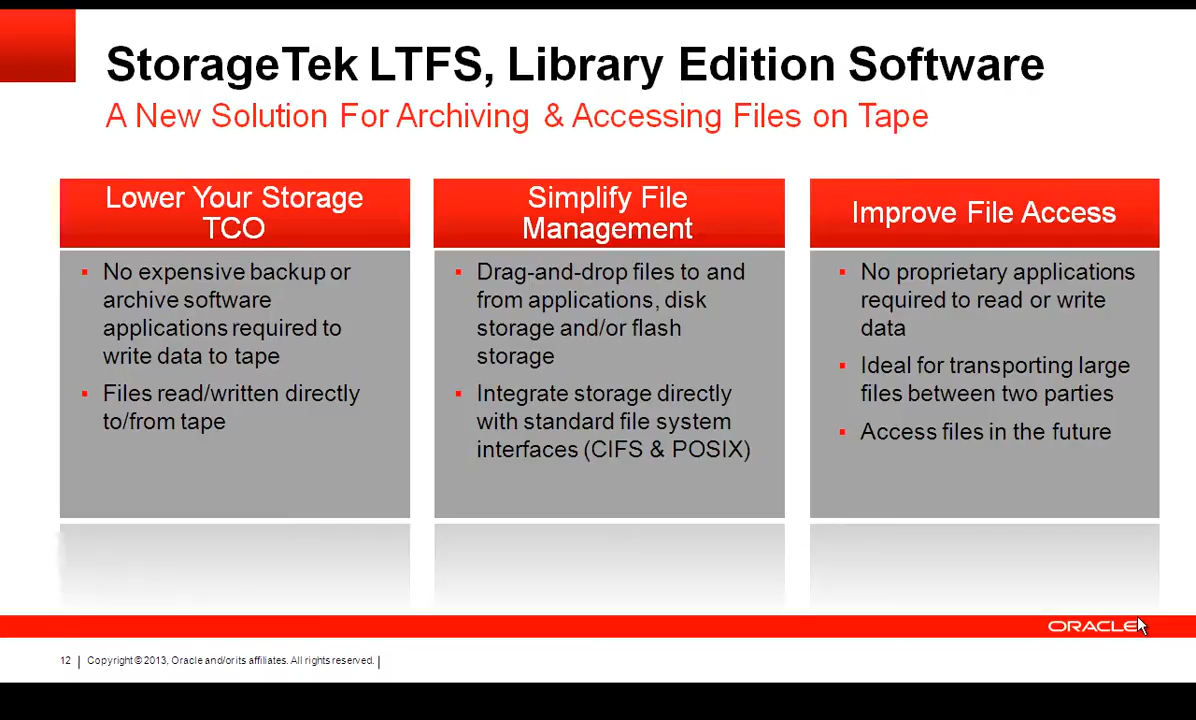 StorageTek LTFS, Library Edition Software
A New Solution For Archiving & Accessing Files on Tape
Lower Your Storage
TCO
▪ No expensive backup or
archive software
applications required to
write data to tape
▪ Files read/written directly
to/from tape
Simplify File
Management
▪ Drag-and-drop files to and
from applications, disk
storage and/or flash
storage
▪ Integrate storage directly
with standard file system
interfaces (CIFS & POSIX)
Improve File Access
▪ No proprietary applications
required to read or write
data
▪ Ideal for transporting large
files between two parties
▪ Access files in the future
ORACLE
12 | Copyright © 2013, Oracle and/or its affiliates. All rights reserved. |